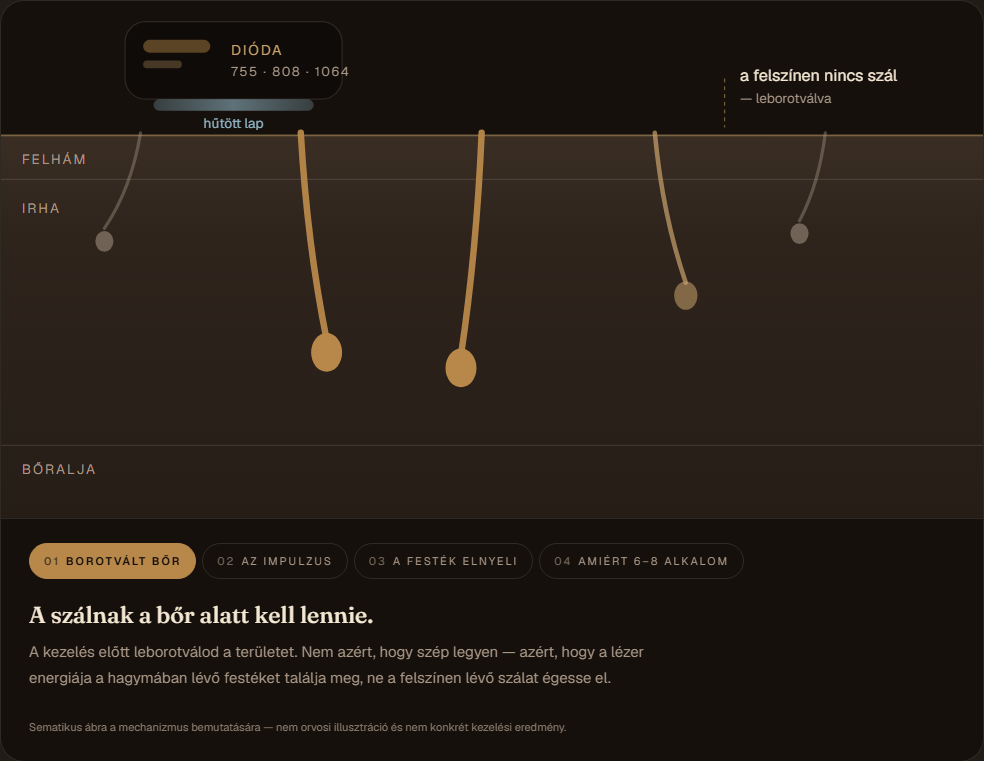 DIÓDA
755 · 808 · 1064
hűtött lap
a felszínen nincs szál
— leborotválva
FELHÁM
IRHA
BŐRALJA
01 BOROTVÁLT BŐR
02 AZ IMPULZUS
03 A FESTÉK ELNYELI
04 AMIÉRT 6–8 ALKALOM
A szálnak a bőr alatt kell lennie.
A kezelés előtt leborotválod a területet. Nem azért, hogy szép legyen — azért, hogy a lézer
energiája a hagymában lévő festéket találja meg, ne a felszínen lévő szálat égesse el.
Sematikus ábra a mechanizmus bemutatására — nem orvosi illusztráció és nem konkrét kezelési eredmény.